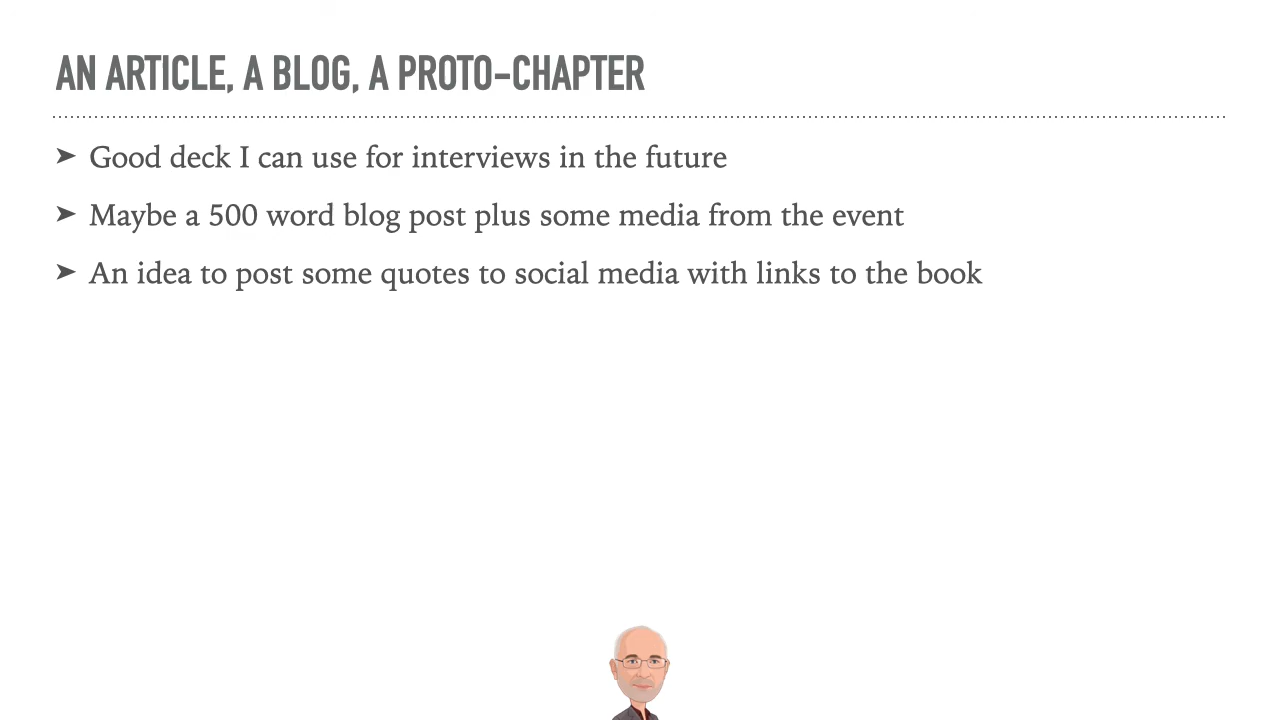 AN ARTICLE, A BLOG, A PROTO-CHAPTER
➤ Good deck I can use for interviews in the future
➤ Maybe a 500 word blog post plus some media from the event
➤ An idea to post some quotes to social media with links to the book